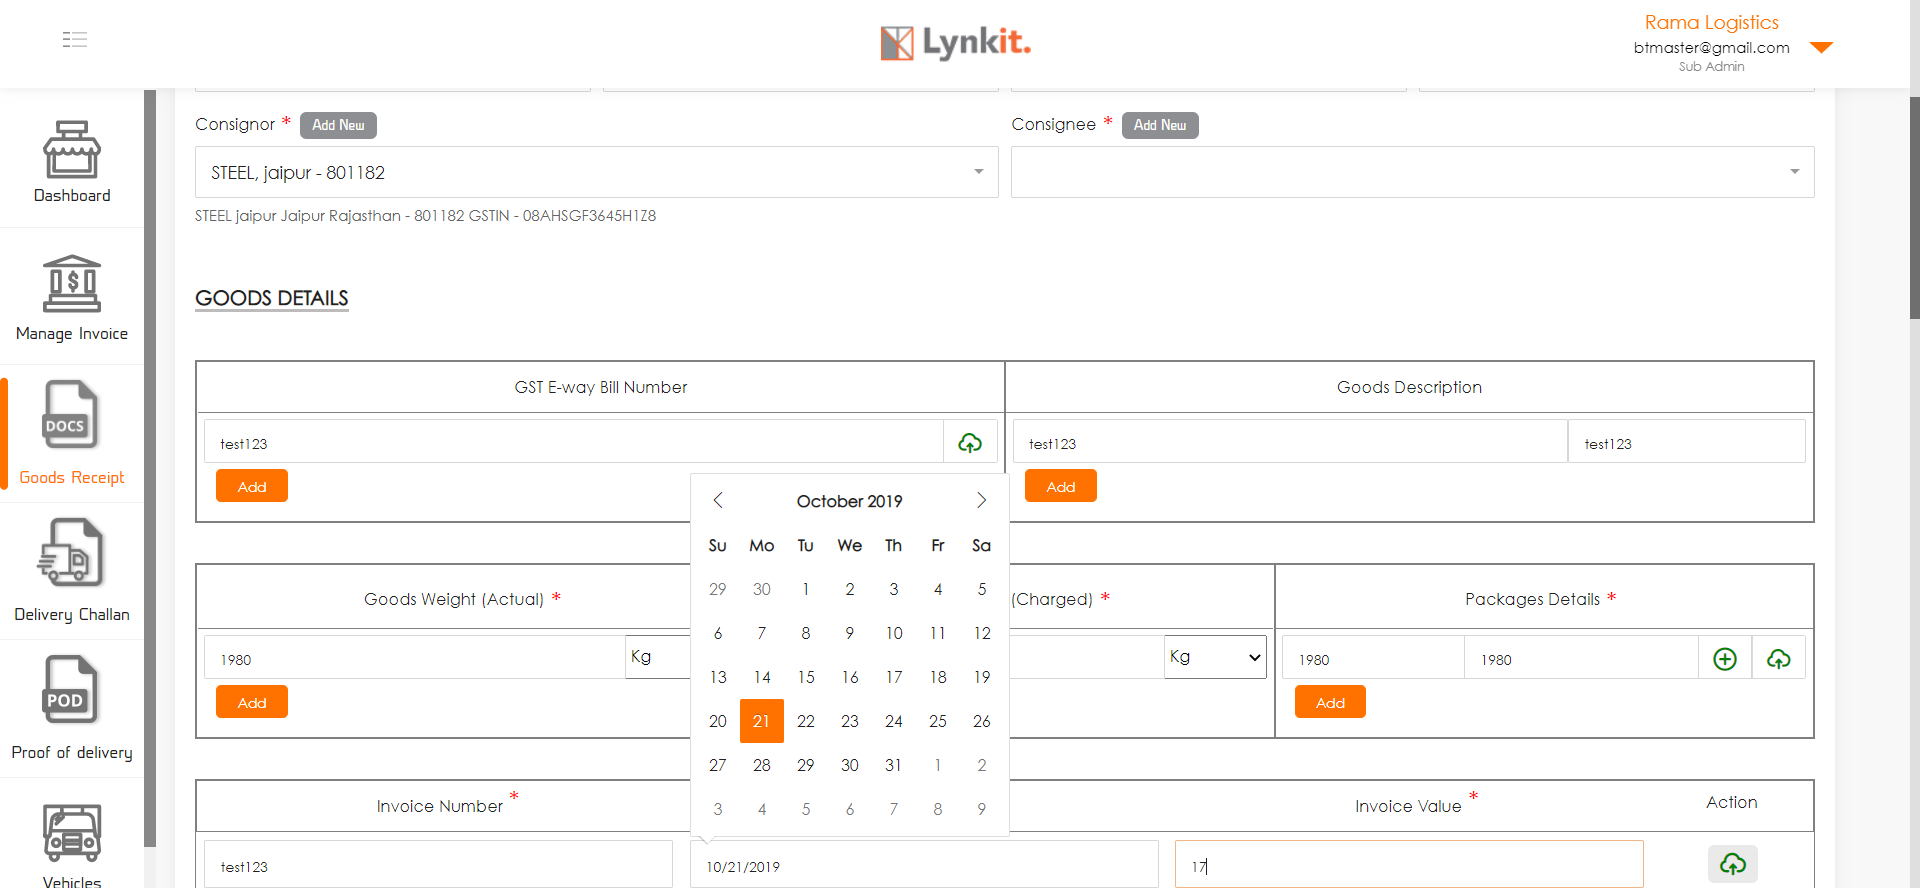 Lynkit.
Rama Logistics
btmaster@gmail.com
Sub Admin
Dashboard
Manage Invoice
DOCS
Goods Receipt
Delivery Challan
POD
Proof of delivery
Vehicles
Consignor * Add New
Consignee * Add New
STEEL, jaipur - 801182
STEEL jaipur Jaipur Rajasthan - 801182 GSTIN - 08AHSGF3645H1Z8
GOODS DETAILS
GST E-way Bill Number
Goods Description
test123
test123
test123
Add
Add
October 2019
Su Mo Tu We Th Fr Sa
29 30 1 2 3 4 5
6 7 8 9 10 11 12
13 14 15 16 17 18 19
20 21 22 23 24 25 26
27 28 29 30 31 1 2
3 4 5 6 7 8 9
Goods Weight (Actual) *
(Charged) *
Packages Details *
1980 Kg
Kg
1980 1980
Add
Add
Invoice Number *
Invoice Value *
Action
test123
10/21/2019
17